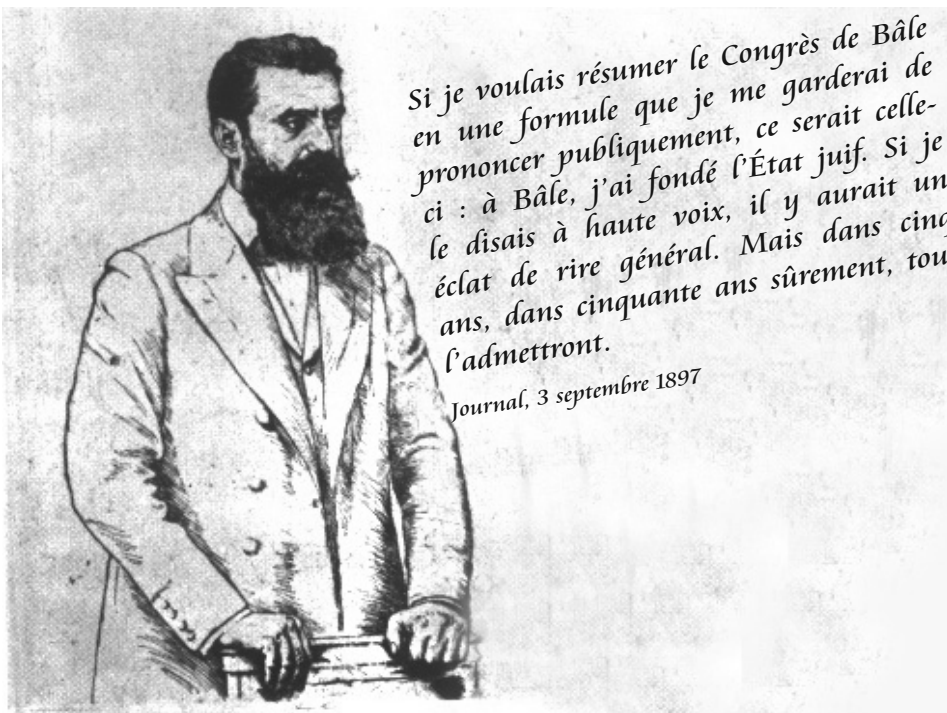 Si je voulais résumer le Congrès de Bâle
en une formule que je me garderai de
prononcer publiquement, ce serait celle-
ci : à Bâle, j'ai fondé l'État juif. Si je
le disais à haute voix, il y aurait un
éclat de rire général. Mais dans cinq
ans, dans cinquante ans sûrement, tou
l'admettront.
Journal, 3 septembre 1897